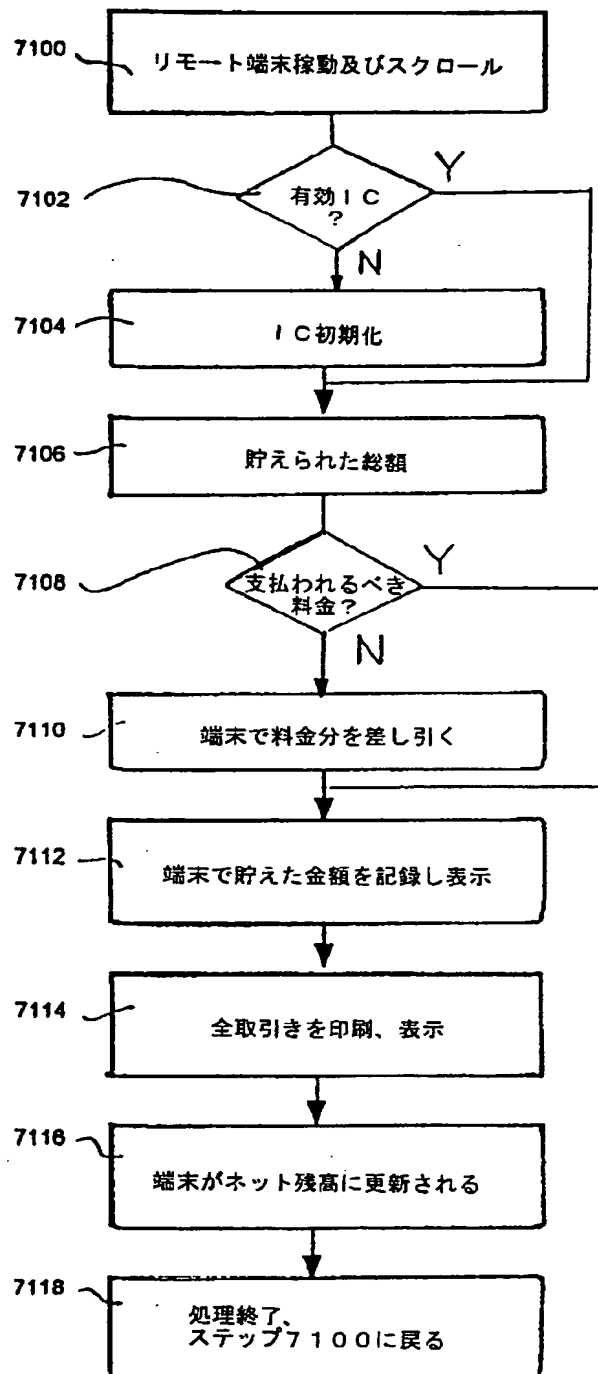 7100
リモート端末稼動及びスクロール
7102
有効IC
?
Y
N
7104
IC初期化
7106
貯えられた総額
7108
支払われるべき
料金?
Y
N
7110
端末で料金分を差し引く
7112
端末で貯えた金額を記録し表示
7114
全取引きを印刷、表示
7116
端末がネット残高に更新される
7118
処理終了、
ステップ7100に戻る